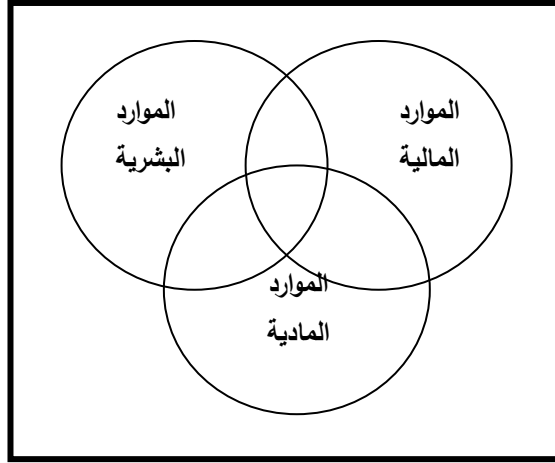 الموارد
المالية
الموارد
البشرية
الموارد
المادية